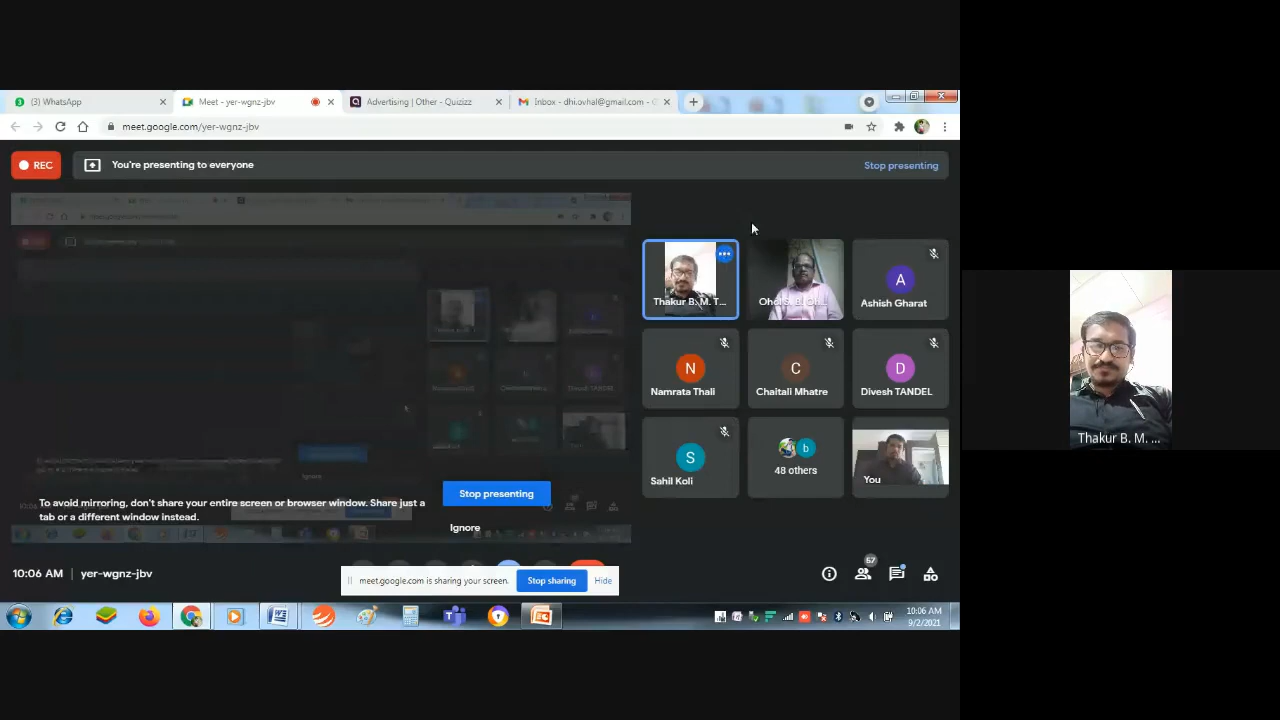 (3) WhatsApp
Meet - yer-wgnz-jbv
Advertising | Other - Quizizz
Inbox - dhi.ovhal@gmail.com -
meet.google.com/yer-wgnz-jbv
REC
You're presenting to everyone
Stop presenting
Thakur B. M. T...
A
Ashish Gharat
N
Namrata Thali
C
Chaitali Mhatre
D
Divesh TANDEL
S
Sahil Koli
b
48 others
You
To avoid mirroring, don't share your entire screen or browser window. Share just a
tab or a different window instead.
Stop presenting
Ignore
10:06 AM | yer-wgnz-jbv
57
meet.google.com is sharing your screen.
Stop sharing
Hide
10:06 AM
9/2/2021
Thakur B. M. ...